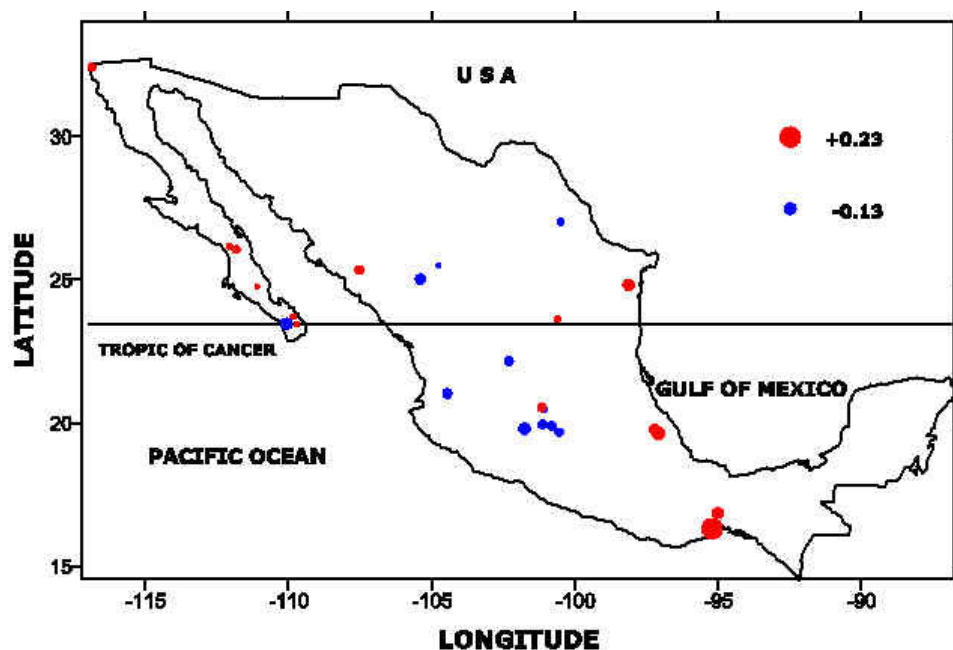 U S A
+0.23
-0.13
30
25
20
15
LATITUDE
TROPIC OF CANCER
GULF OF MEXICO
PACIFIC OCEAN
-115 -110 -105 -100 -95 -90
LONGITUDE